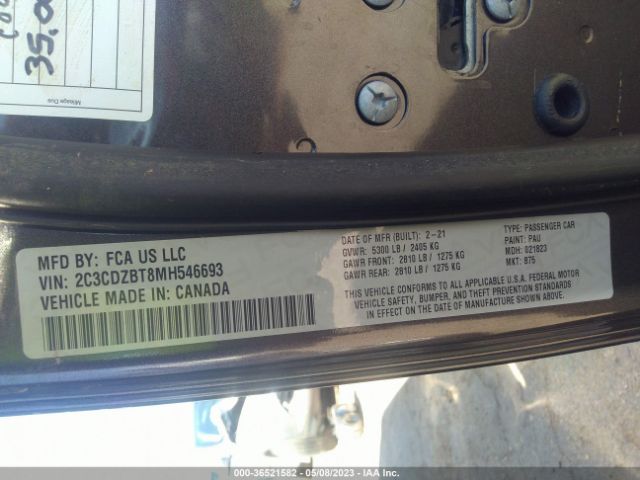 35,00
Mileage Due
MFD BY: FCA US LLC
VIN: 2C3CDZBT8MH546693
VEHICLE MADE IN: CANADA
DATE OF MFR (BUILT): 2-21
GVWR: 5300 LB / 2405 KG
GAWR FRONT: 2810 LB / 1275 KG
GAWR REAR: 2810 LB / 1275 KG
TYPE: PASSENGER CAR
PAINT: PAU
MDH: 021823
MKT: 875
THIS VEHICLE CONFORMS TO ALL APPLICABLE U.S.A. FEDERAL MOTOR
VEHICLE SAFETY, BUMPER, AND THEFT PREVENTION STANDARDS
IN EFFECT ON THE DATE OF MANUFACTURE SHOWN ABOVE.
000-36521582 - 05/08/2023 - IAA Inc.